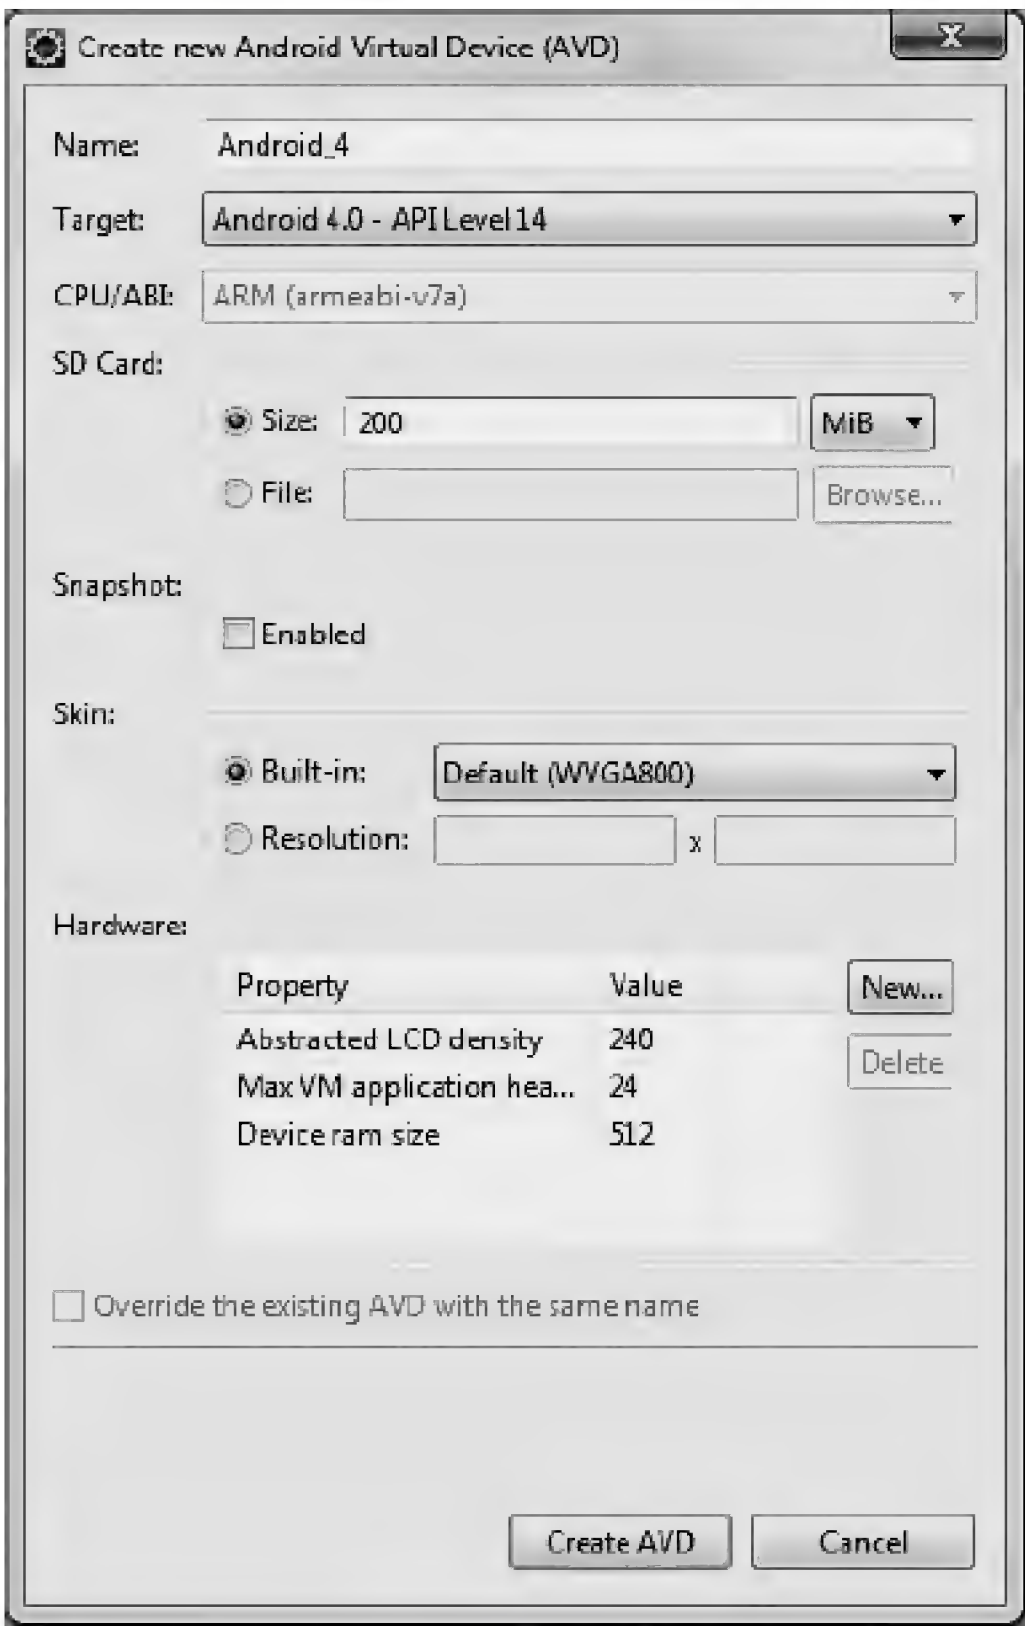 Create new Android Virtual Device (AVD)
X
Name: Android_4
Target: Android 4.0 - API Level 14
CPU/ABI: ARM (armeabi-v7a)
SD Card:
Size: 200 MiB
File: Browse...
Snapshot:
Enabled
Skin:
Built-in: Default (WVGA800)
Resolution: x
Hardware:
Property Value New...
Abstracted LCD density 240
Delete
Max VM application hea... 24
Device ram size 512
Override the existing AVD with the same name
Create AVD Cancel